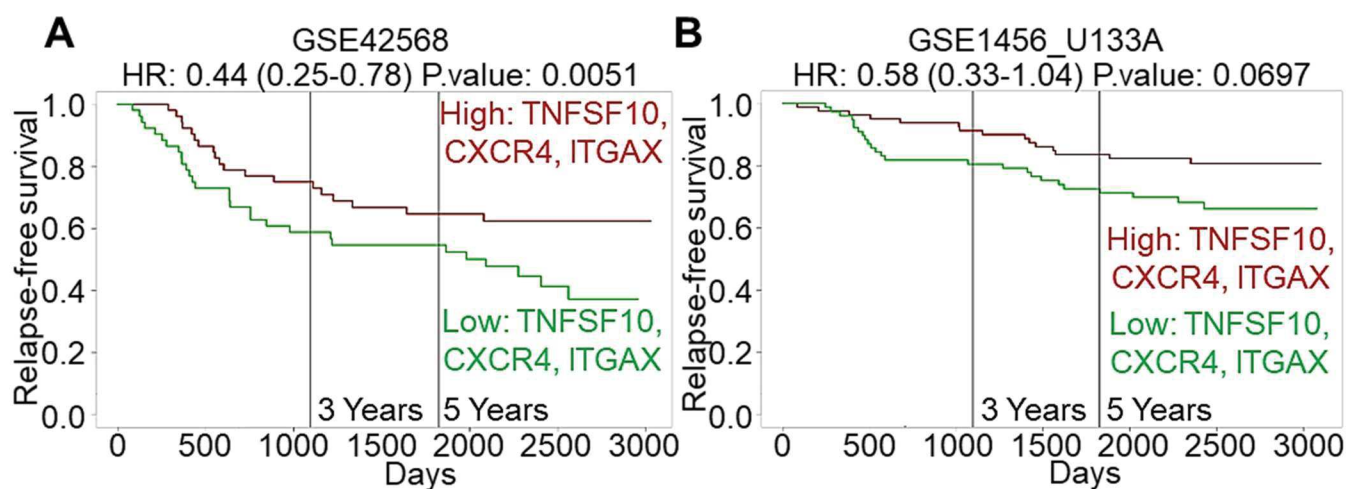 A
GSE42568
HR: 0.44 (0.25-0.78) P.value: 0.0051
Relapse-free survival
1.0
0.8
0.6
0.4
0.2
0.0
High: TNFSF10,
CXCR4, ITGAX
Low: TNFSF10,
CXCR4, ITGAX
3 Years
5 Years
0 500 1000 1500 2000 2500 3000
Days
B
GSE1456_U133A
HR: 0.58 (0.33-1.04) P.value: 0.0697
Relapse-free survival
1.0
0.8
0.6
0.4
0.2
0.0
High: TNFSF10,
CXCR4, ITGAX
Low: TNFSF10,
CXCR4, ITGAX
3 Years
5 Years
0 500 1000 1500 2000 2500 3000
Days